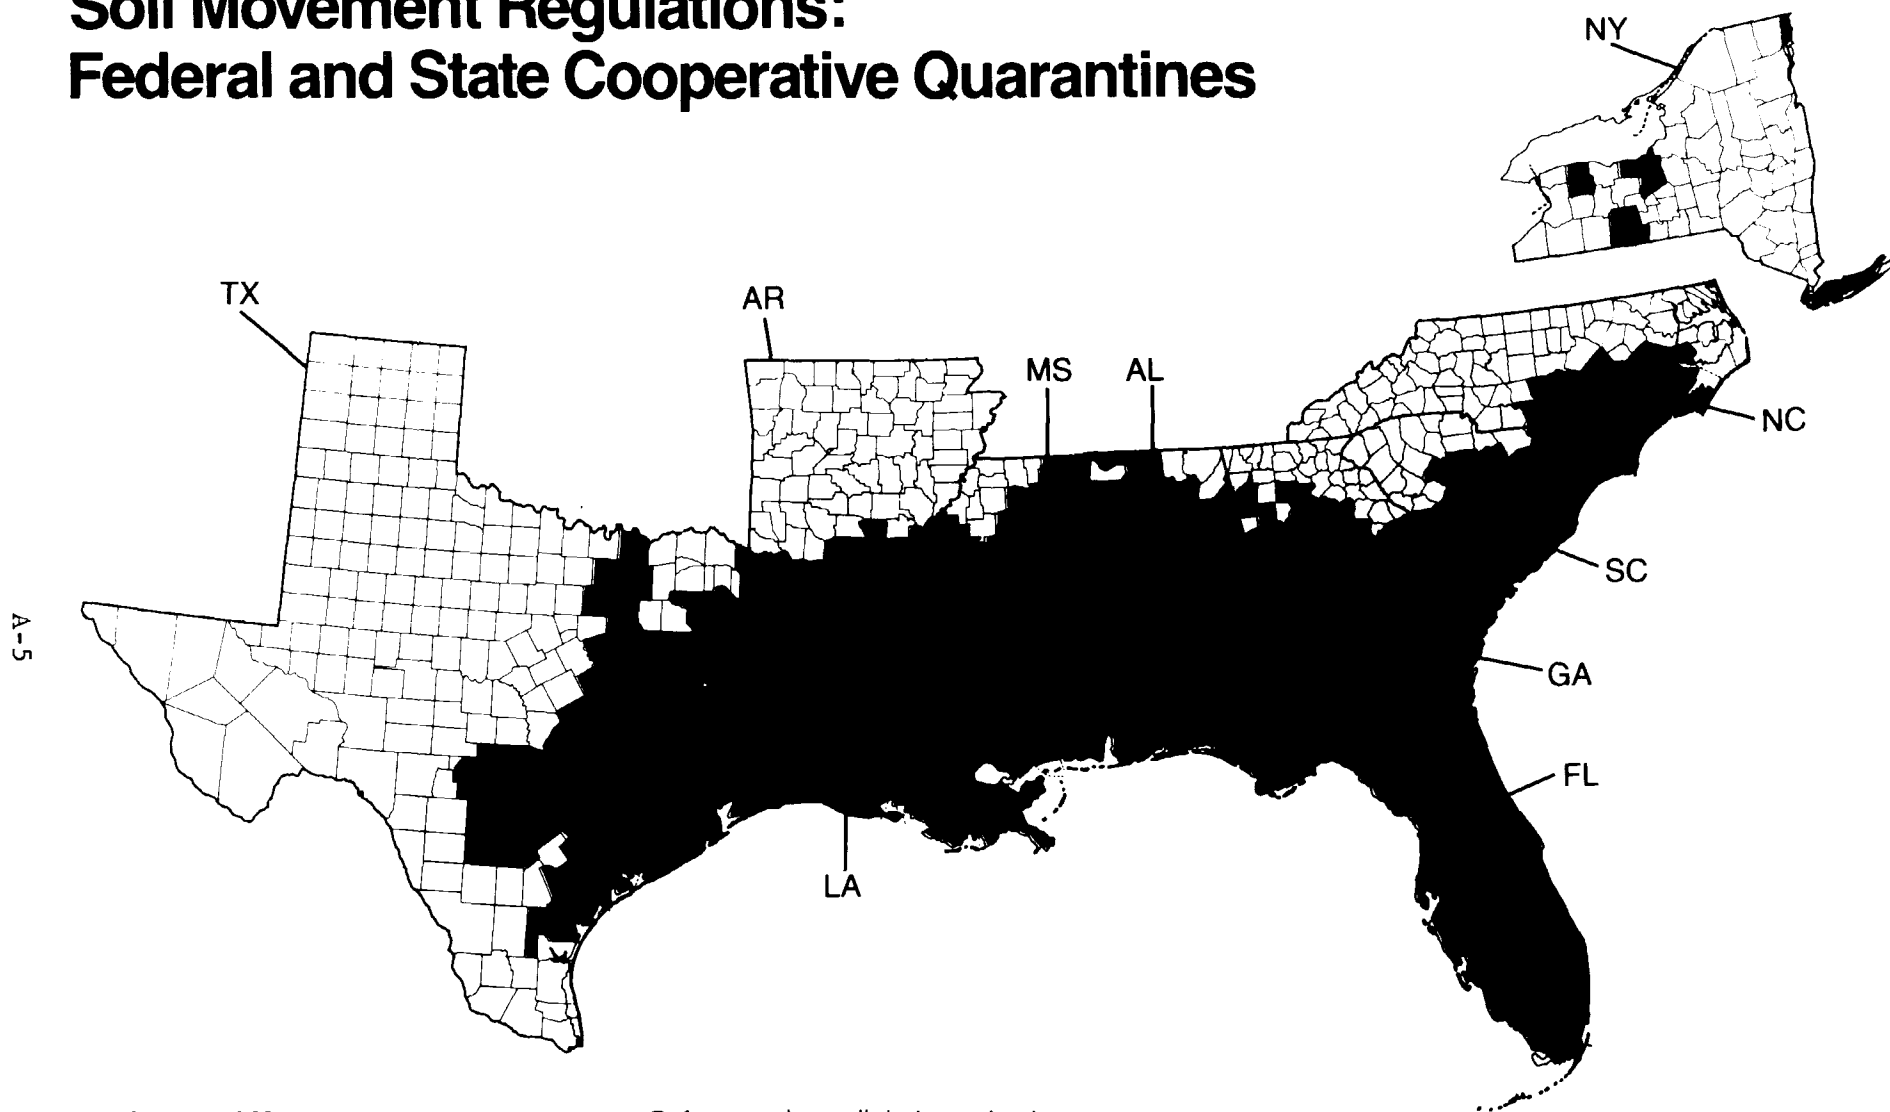 Soil Movement Regulations:
Federal and State Cooperative Quarantines
NY
TX
AR
MS
AL
NC
SC
GA
FL
LA
A-5